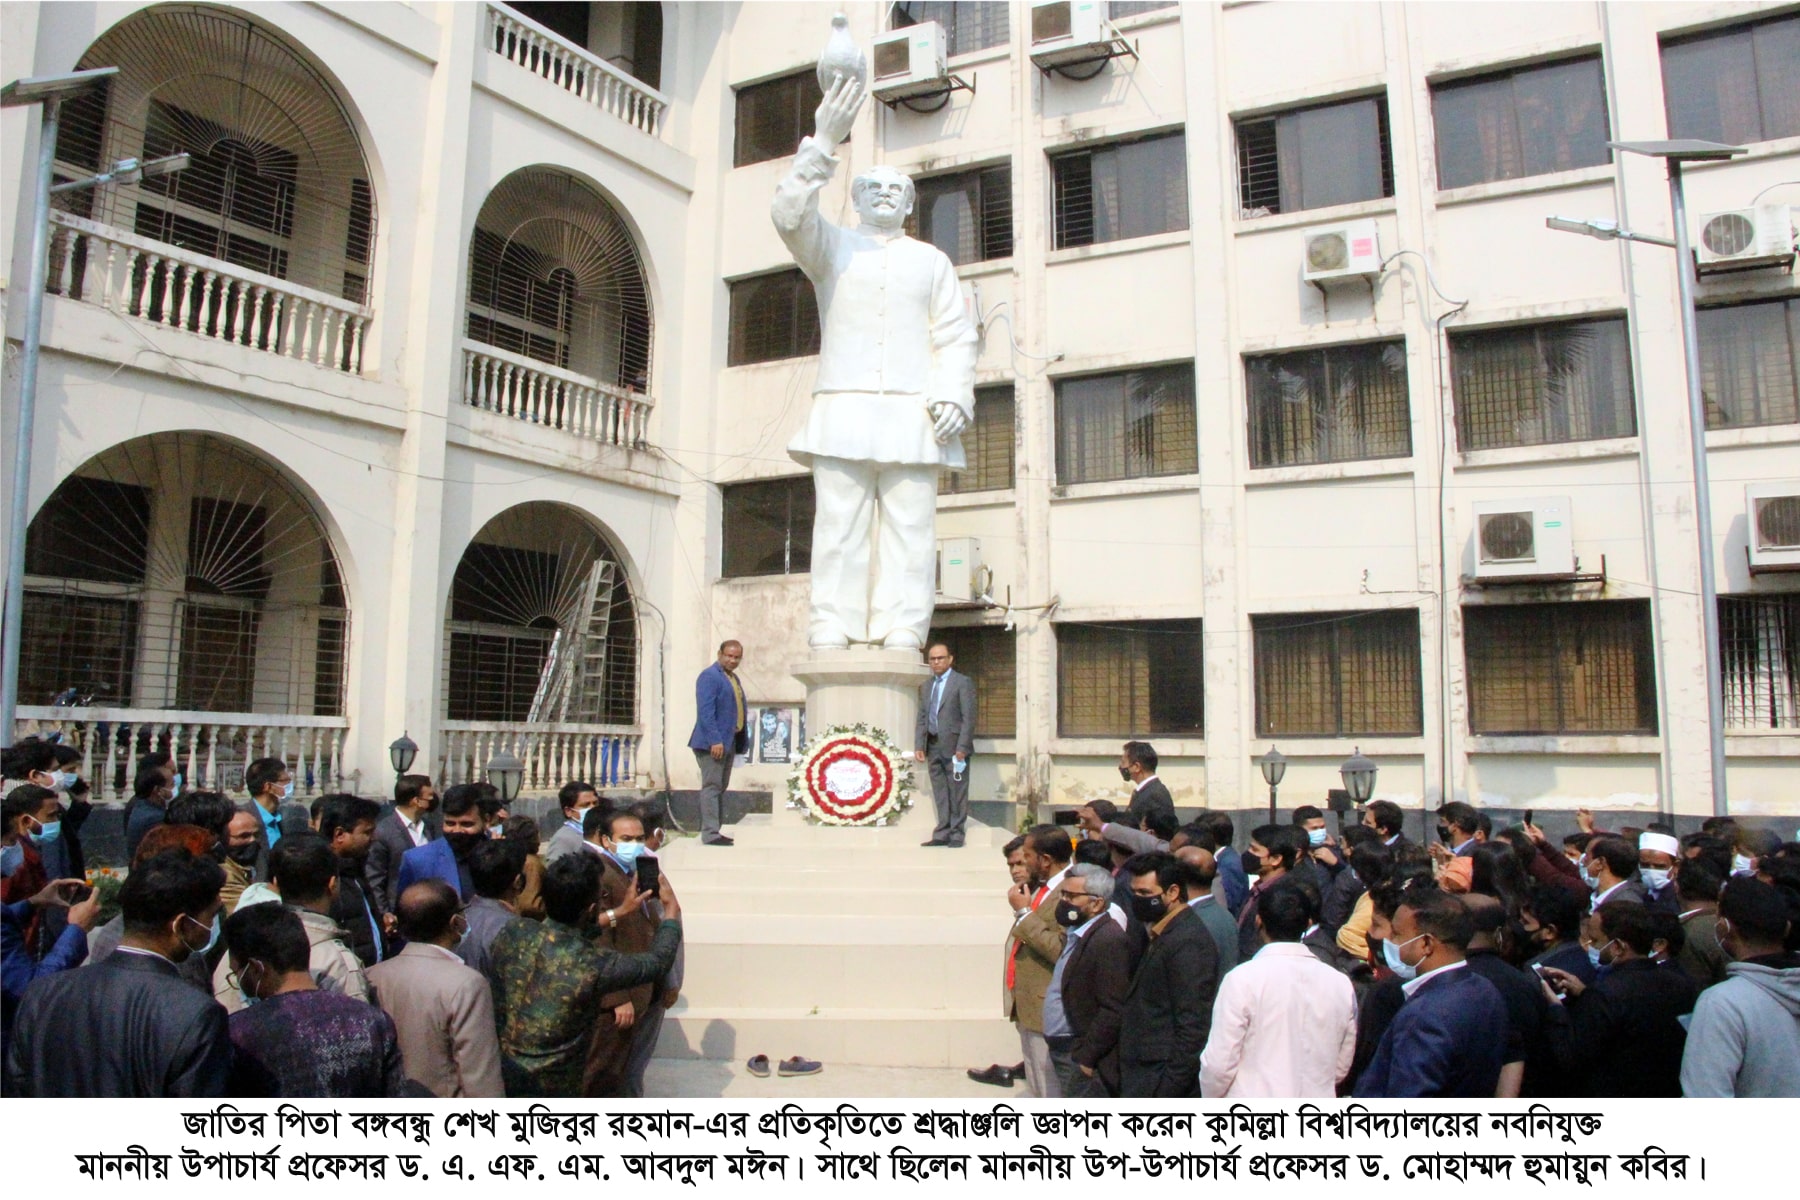 জাতির পিতা বঙ্গবন্ধু শেখ মুজিবুর রহমান-এর প্রতিকৃতিতে শ্রদ্ধাঞ্জলি জ্ঞাপন করেন কুমিল্লা বিশ্ববিদ্যালয়ের নবনিযুক্ত
মাননীয় উপাচার্য প্রফেসর ড. এ. এফ. এম. আবদুল মঈন। সাথে ছিলেন মাননীয় উপ-উপাচার্য প্রফেসর ড. মোহাম্মদ হুমায়ুন কবির।